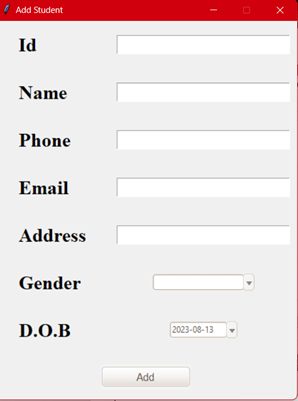 Add Student
Id
Name
Phone
Email
Address
Gender
D.O.B 2023-08-13
Add